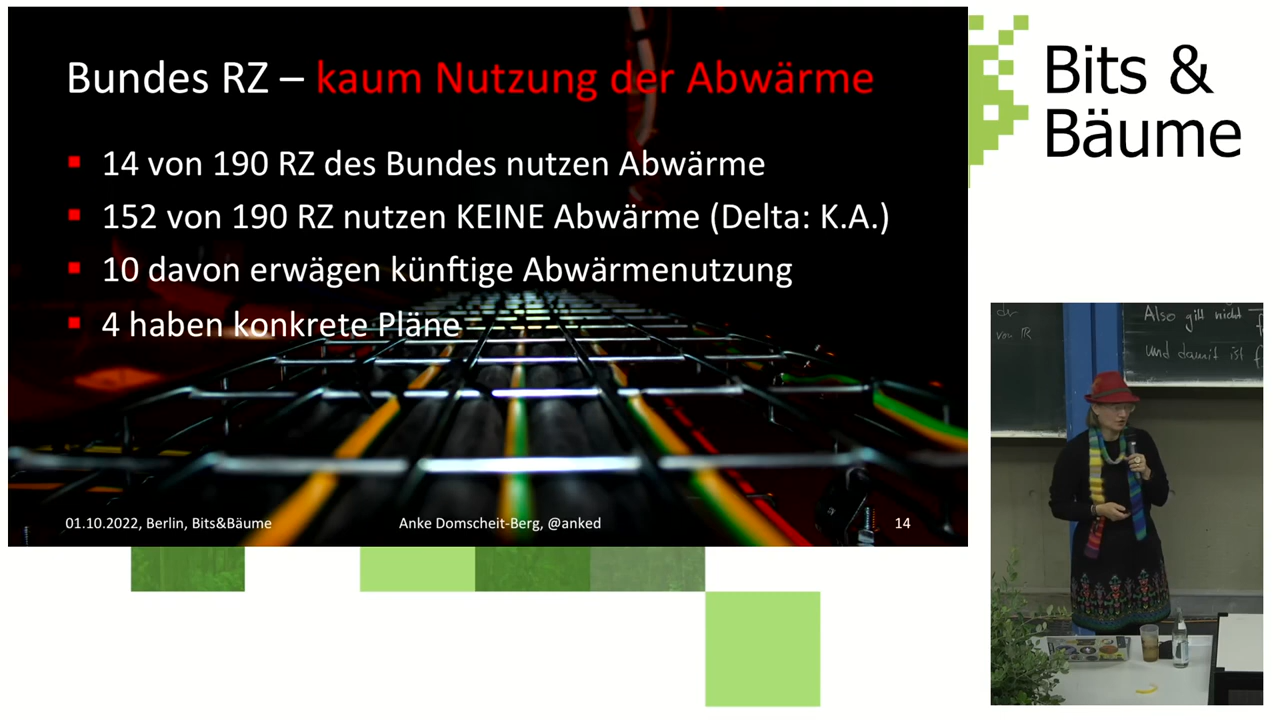 Bundes RZ – kaum Nutzung der Abwärme
14 von 190 RZ des Bundes nutzen Abwärme
152 von 190 RZ nutzen KEINE Abwärme (Delta: K.A.)
10 davon erwägen künftige Abwärmenutzung
4 haben konkrete Pläne
01.10.2022, Berlin, Bits&Bäume
Anke Domscheit-Berg, @anked
14
Bits &
Bäume
Also gilt nicht
und damit ist
von R